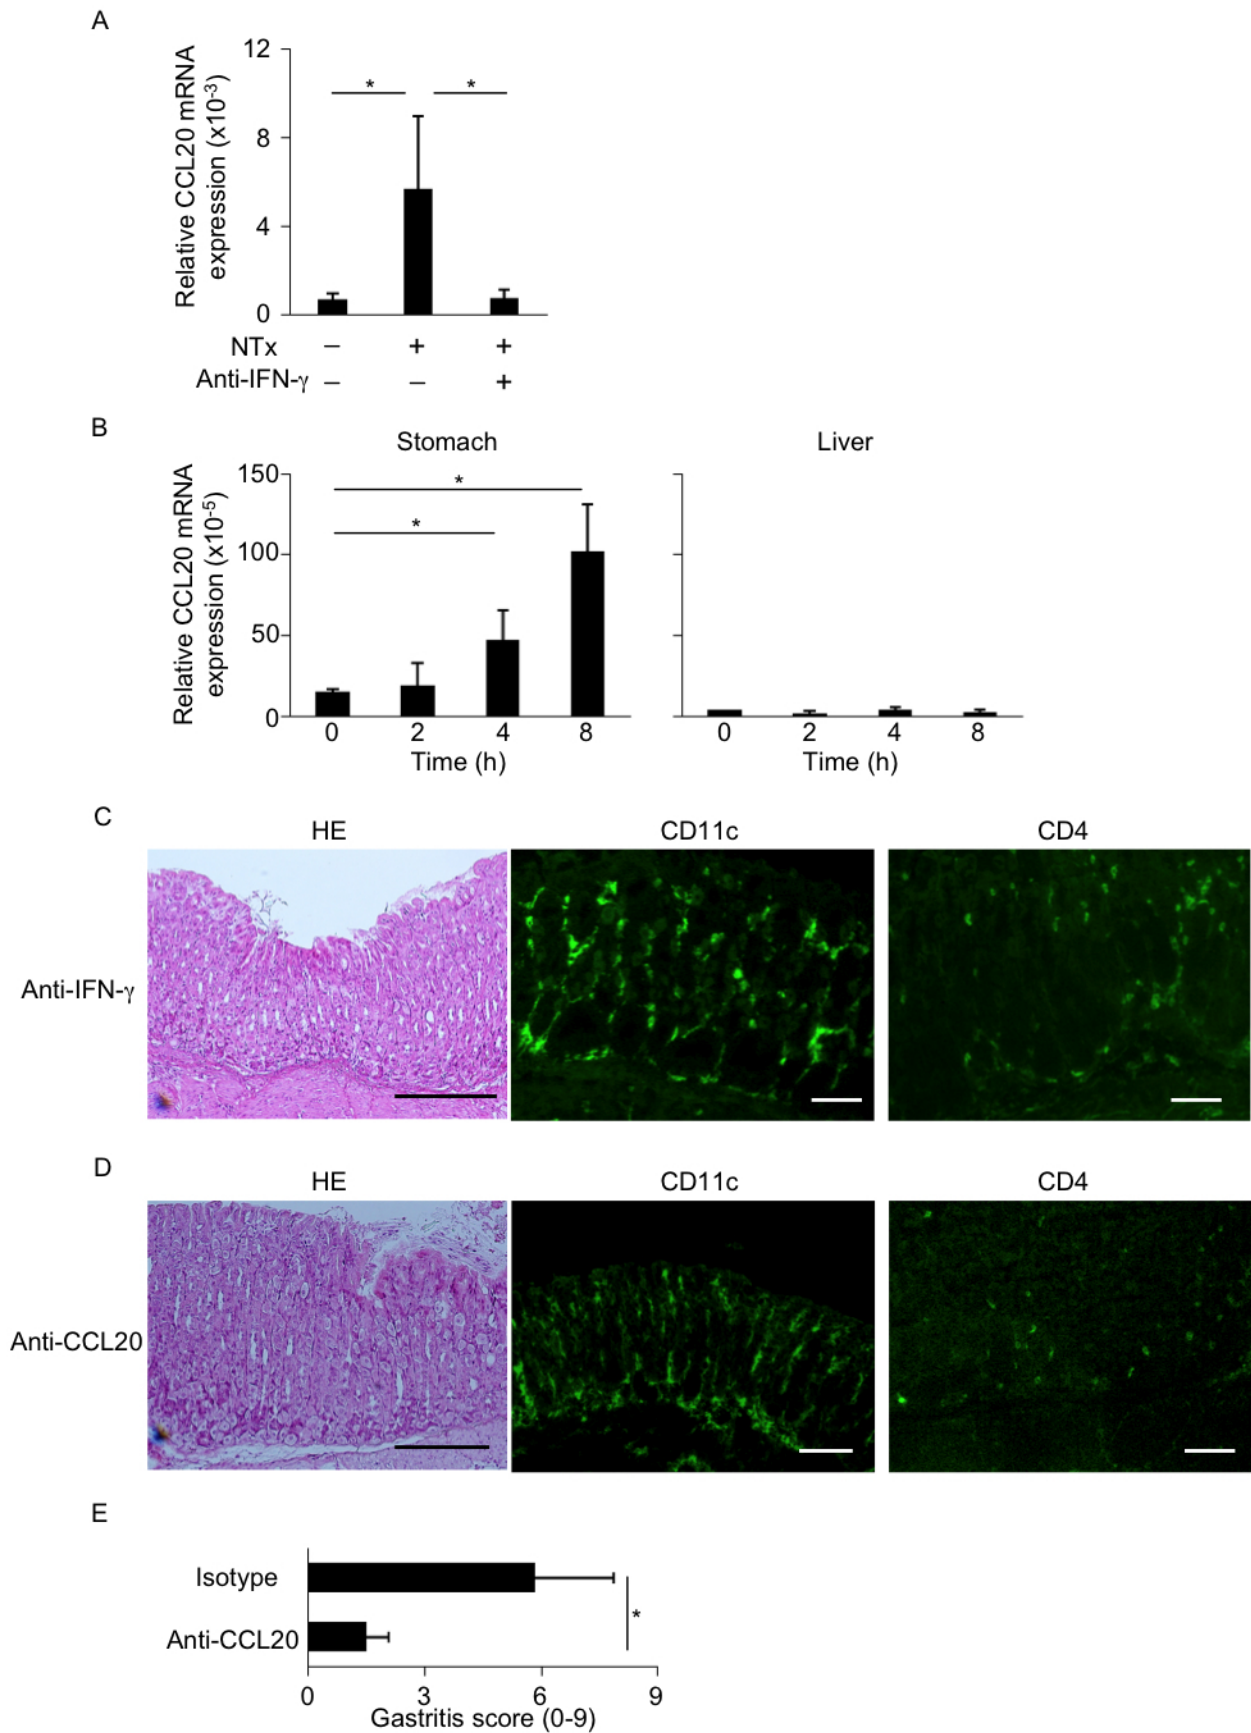 A
Relative CCL20 mRNA
expression (x10-3)
12
8
4
0
* *
NTx − + +
Anti-IFN-γ − − +
B
Stomach Liver
Relative CCL20 mRNA
expression (x10-5)
150
100
50
0
*
*
0 2 4 8 0 2 4 8
Time (h) Time (h)
C
HE CD11c CD4
Anti-IFN-γ
D
HE CD11c CD4
Anti-CCL20
E
Isotype
*
Anti-CCL20
0 3 6 9
Gastritis score (0-9)